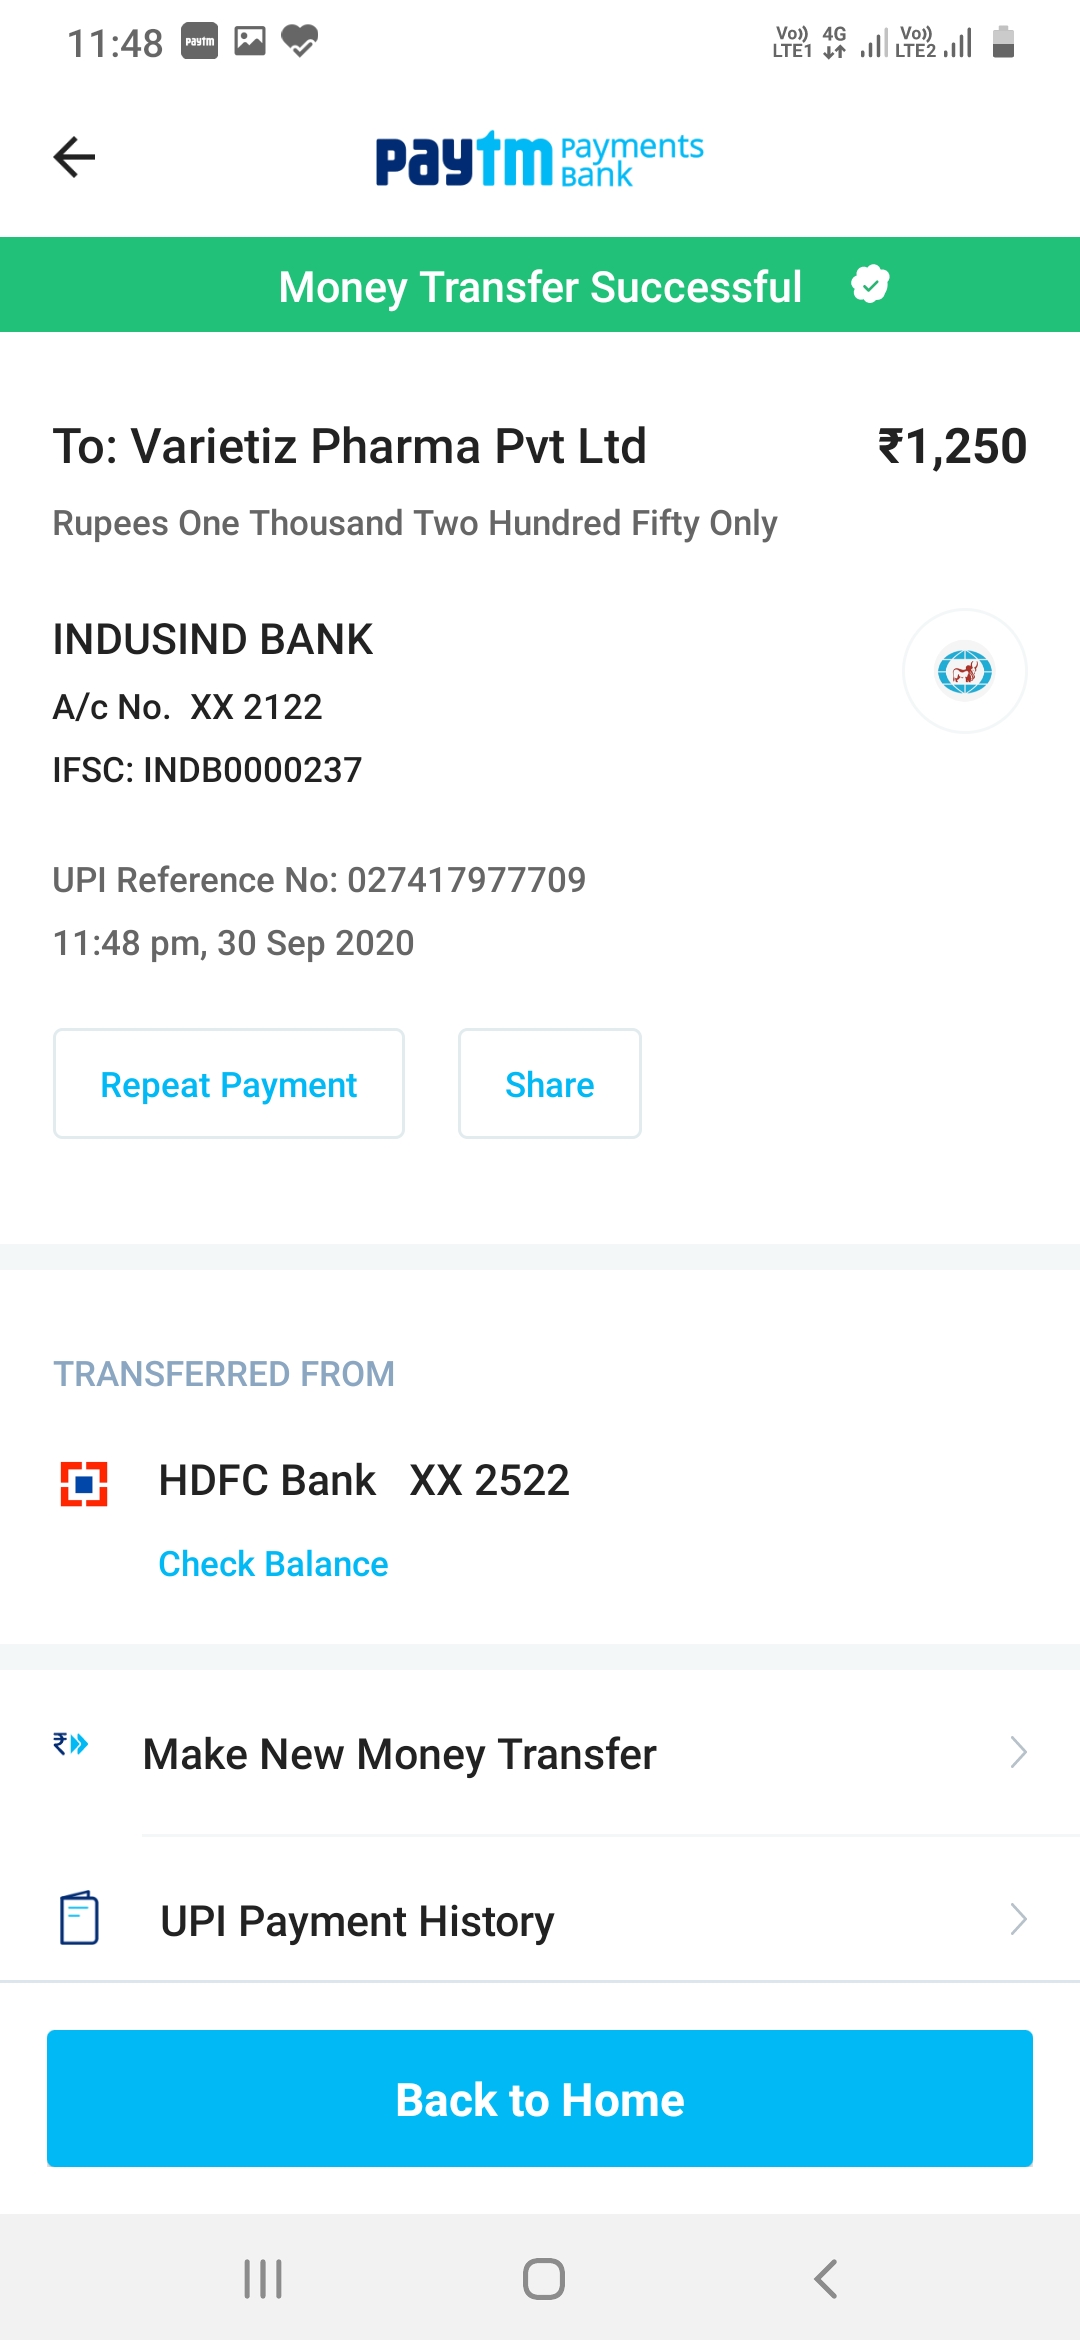 11:48 paytm Vo)) LTE1 4G Vo)) LTE2
paytm Payments Bank
Money Transfer Successful
To: Varietiz Pharma Pvt Ltd ₹1,250
Rupees One Thousand Two Hundred Fifty Only
INDUSIND BANK
A/c No. XX 2122
IFSC: INDB0000237
UPI Reference No: 027417977709
11:48 pm, 30 Sep 2020
Repeat Payment Share
TRANSFERRED FROM
HDFC Bank XX 2522
Check Balance
₹ Make New Money Transfer
UPI Payment History
Back to Home